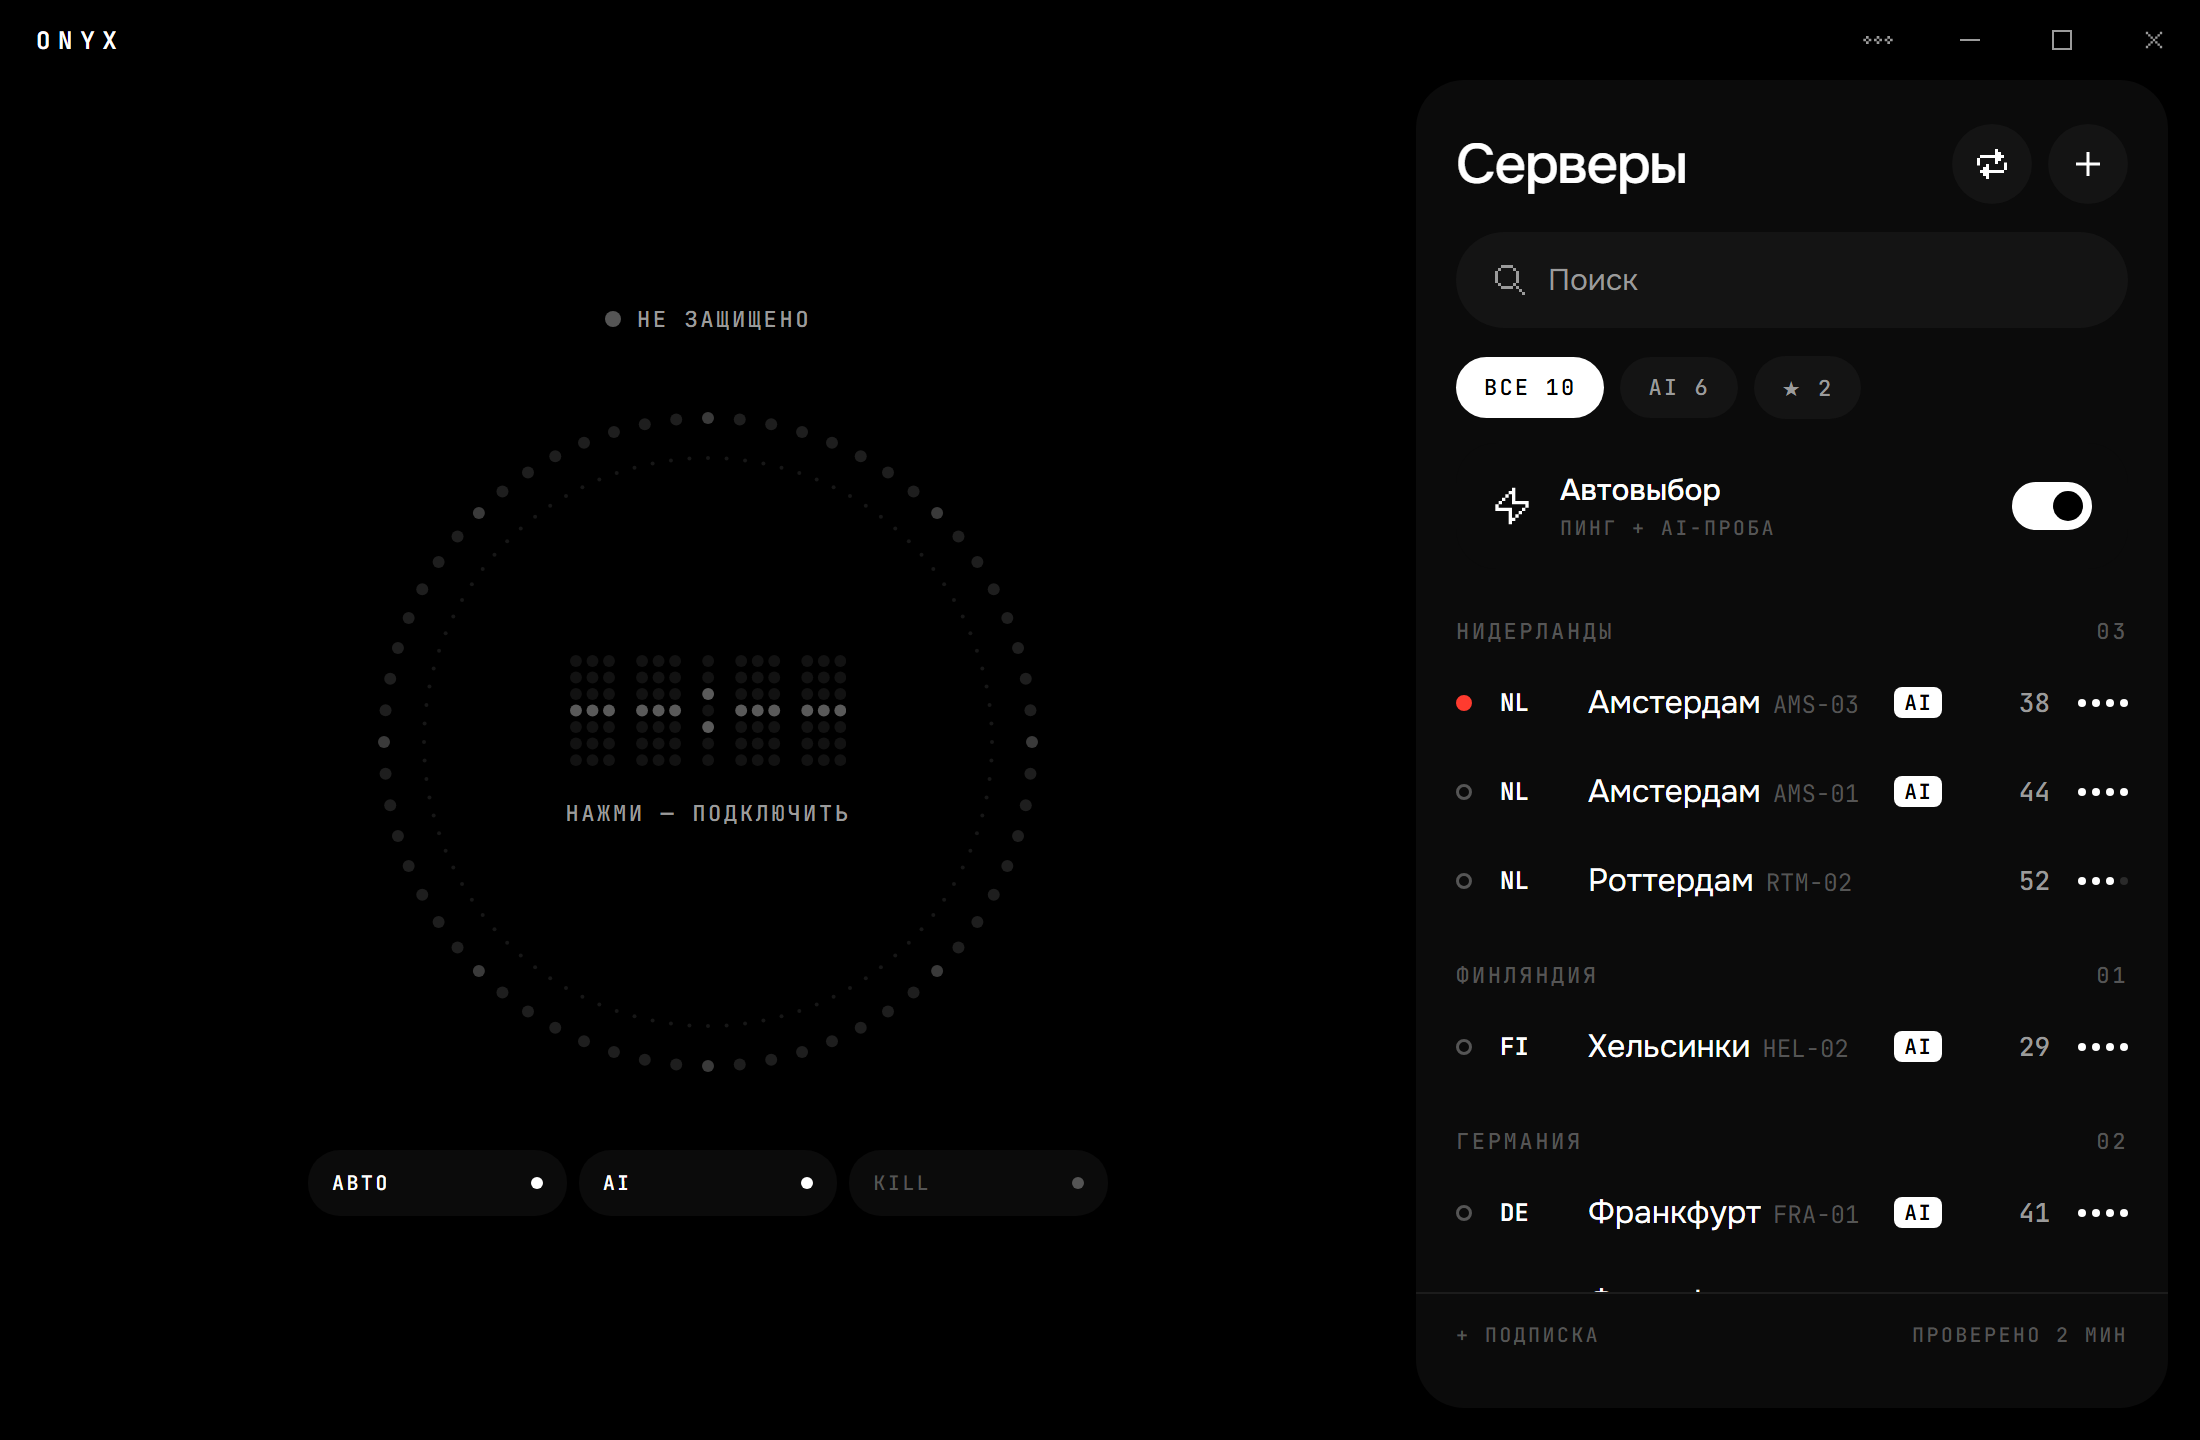 ONYX
НЕ ЗАЩИЩЕНО
--:--
НАЖМИ — ПОДКЛЮЧИТЬ
АВТО
AI
KILL
Серверы
Поиск
ВСЕ 10
AI 6
★ 2
Автовыбор
ПИНГ + AI-ПРОБА
НИДЕРЛАНДЫ 03
NL Амстердам AMS-03 AI 38
NL Амстердам AMS-01 AI 44
NL Роттердам RTM-02 52
ФИНЛЯНДИЯ 01
FI Хельсинки HEL-02 AI 29
ГЕРМАНИЯ 02
DE Франкфурт FRA-01 AI 41
+ ПОДПИСКА
ПРОВЕРЕНО 2 МИН